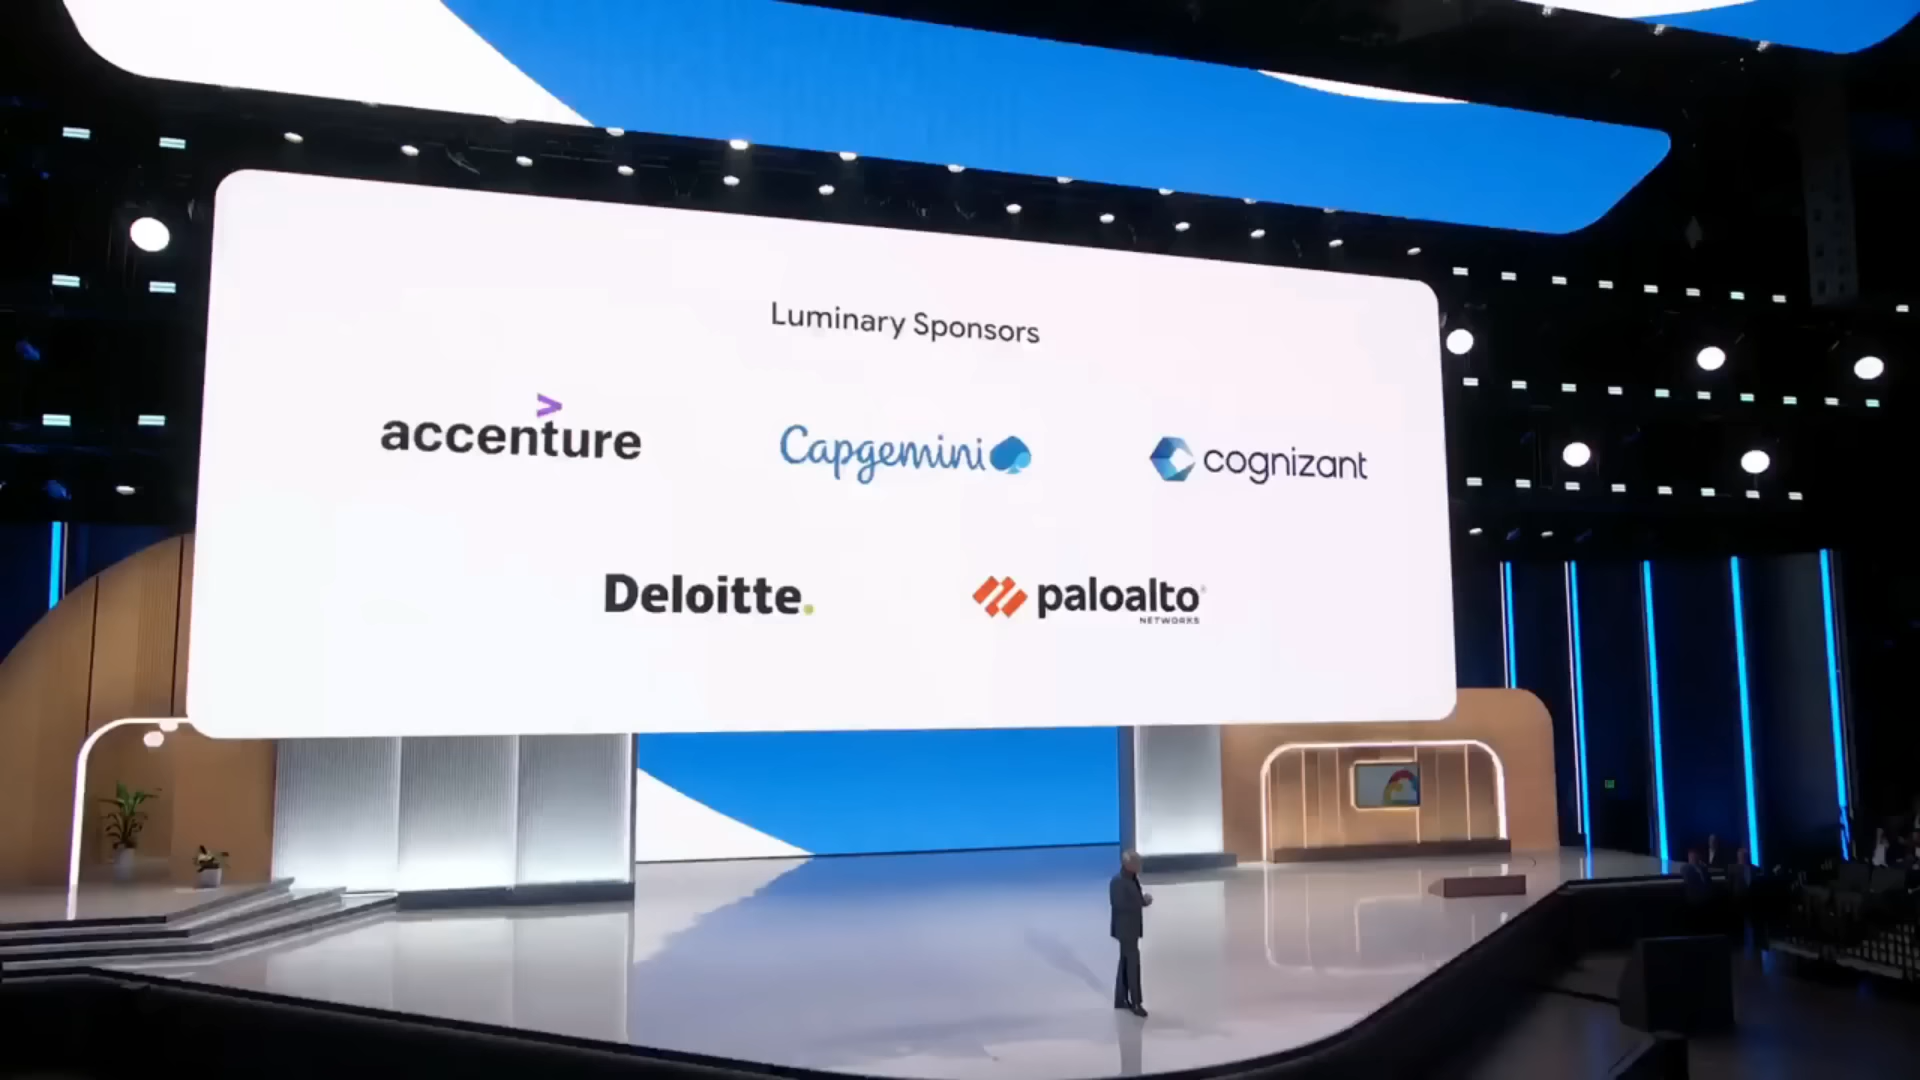 Luminary Sponsors
accenture
Capgemini
cognizant
Deloitte.
paloalto
NETWORKS